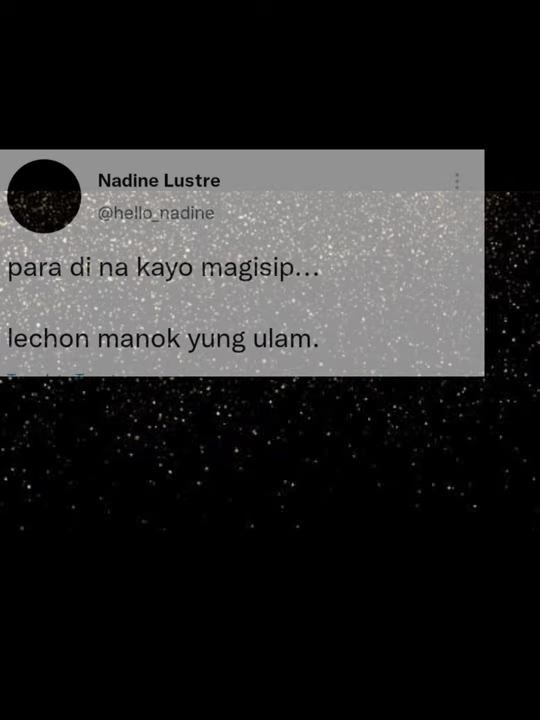 Nadine Lustre
@hello_nadine
para di na kayo magisip...
lechon manok yung ulam.